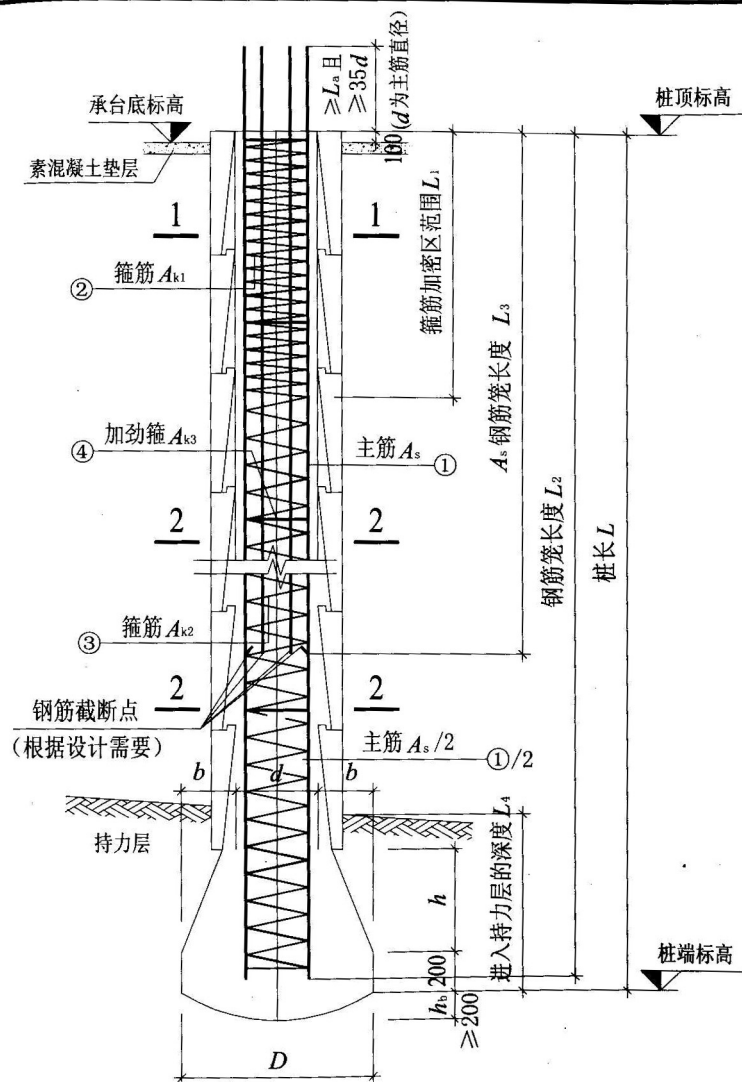 ≥La且
≥35d
(d为主筋直径)
承台底标高
桩顶标高
素混凝土垫层
100
1
1
箍筋加密区范围L1
② 箍筋Ak1
As钢筋笼长度 L3
④ 加劲箍Ak3
主筋As ①
钢筋笼长度L2
桩长L
2
2
③ 箍筋Ak2
2
2
钢筋截断点
(根据设计需要)
主筋As/2 ①/2
b
d
b
持力层
进入持力层的深度L4
h
200
桩端标高
hb
≥200
D